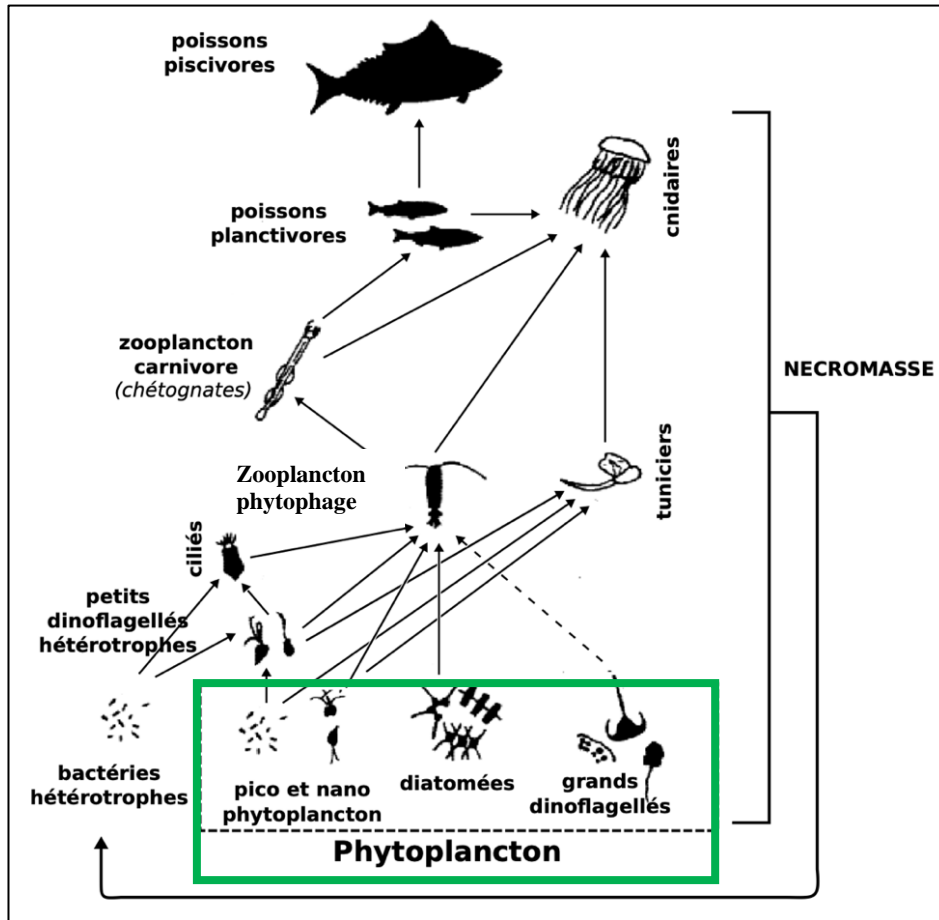 poissons
piscivores
poissons
planctivores
cnidaires
zooplancton
carnivore
(chétognates)
NECROMASSE
Zooplancton
phytophage
tuniciers
ciliés
petits
dinoflagellés
hétérotrophes
bactéries
hétérotrophes
pico et nano
phytoplancton
diatomées
grands
dinoflagellés
Phytoplancton